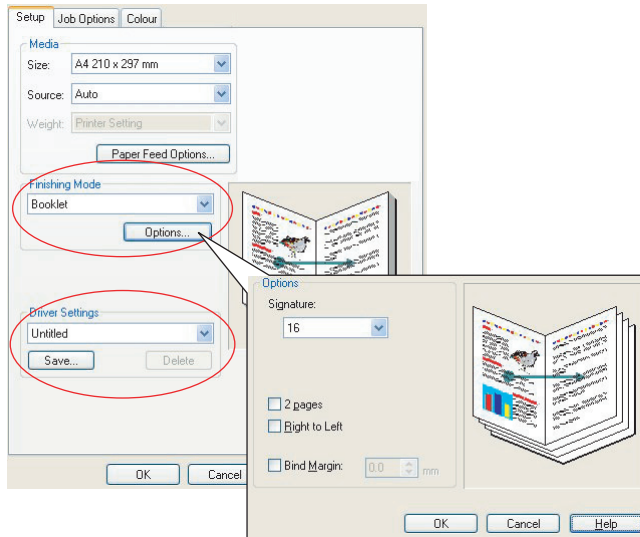 Setup Job Options Colour
Media
Size: A4 210 x 297 mm
Source: Auto
Weight: Printer Setting
Paper Feed Options...
Finishing Mode
Booklet
Options...
Driver Settings
Untitled
Save... Delete
OK Cancel
Options
Signature:
16
2 pages
Right to Left
Bind Margin: 0.0 mm
OK Cancel Help